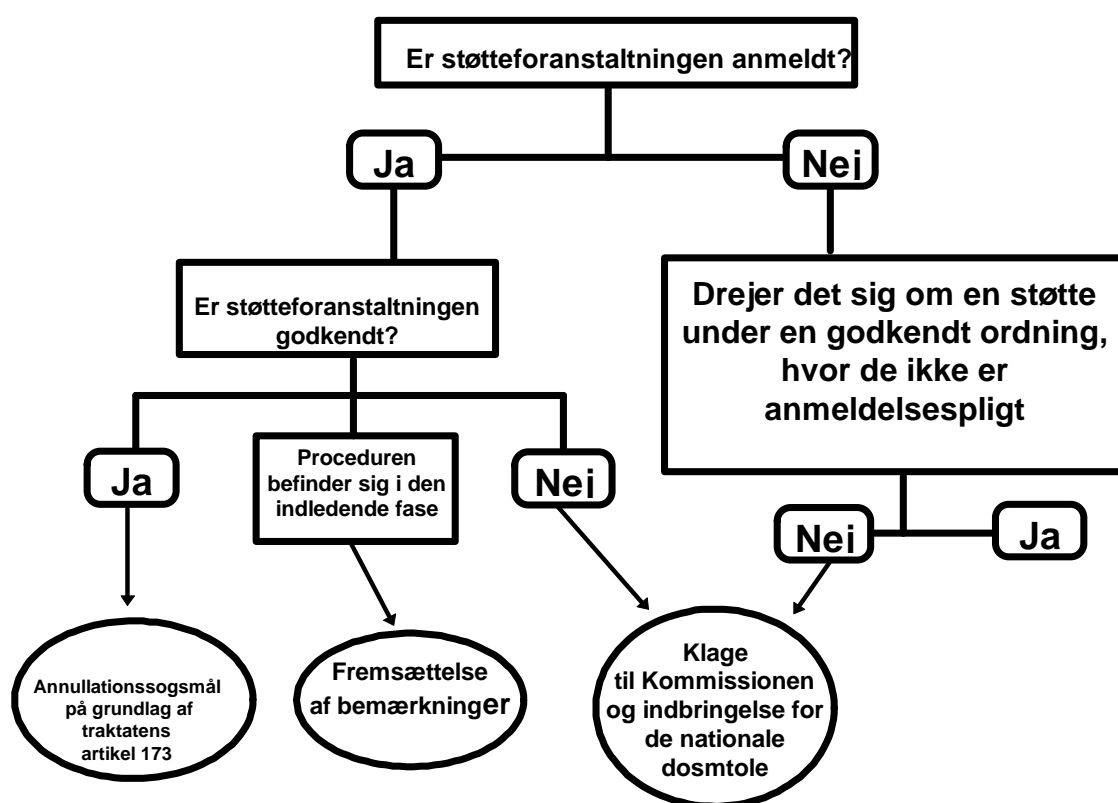 Er støtteforanstaltningen anmeldt?
Ja
Nej
Er støtteforanstaltningen
godkendt?
Drejer det sig om en støtte
under en godkendt ordning,
hvor de ikke er
anmeldelsespligt
Ja
Proceduren
befinder sig i den
indledende fase
Nej
Nej
Ja
Annullationssogsmål
på grundlag af
traktatens
artikel 173
Fremsættelse
af bemærkninger
Klage
til Kommissionen
og indbringelse for
de nationale
dosmtole